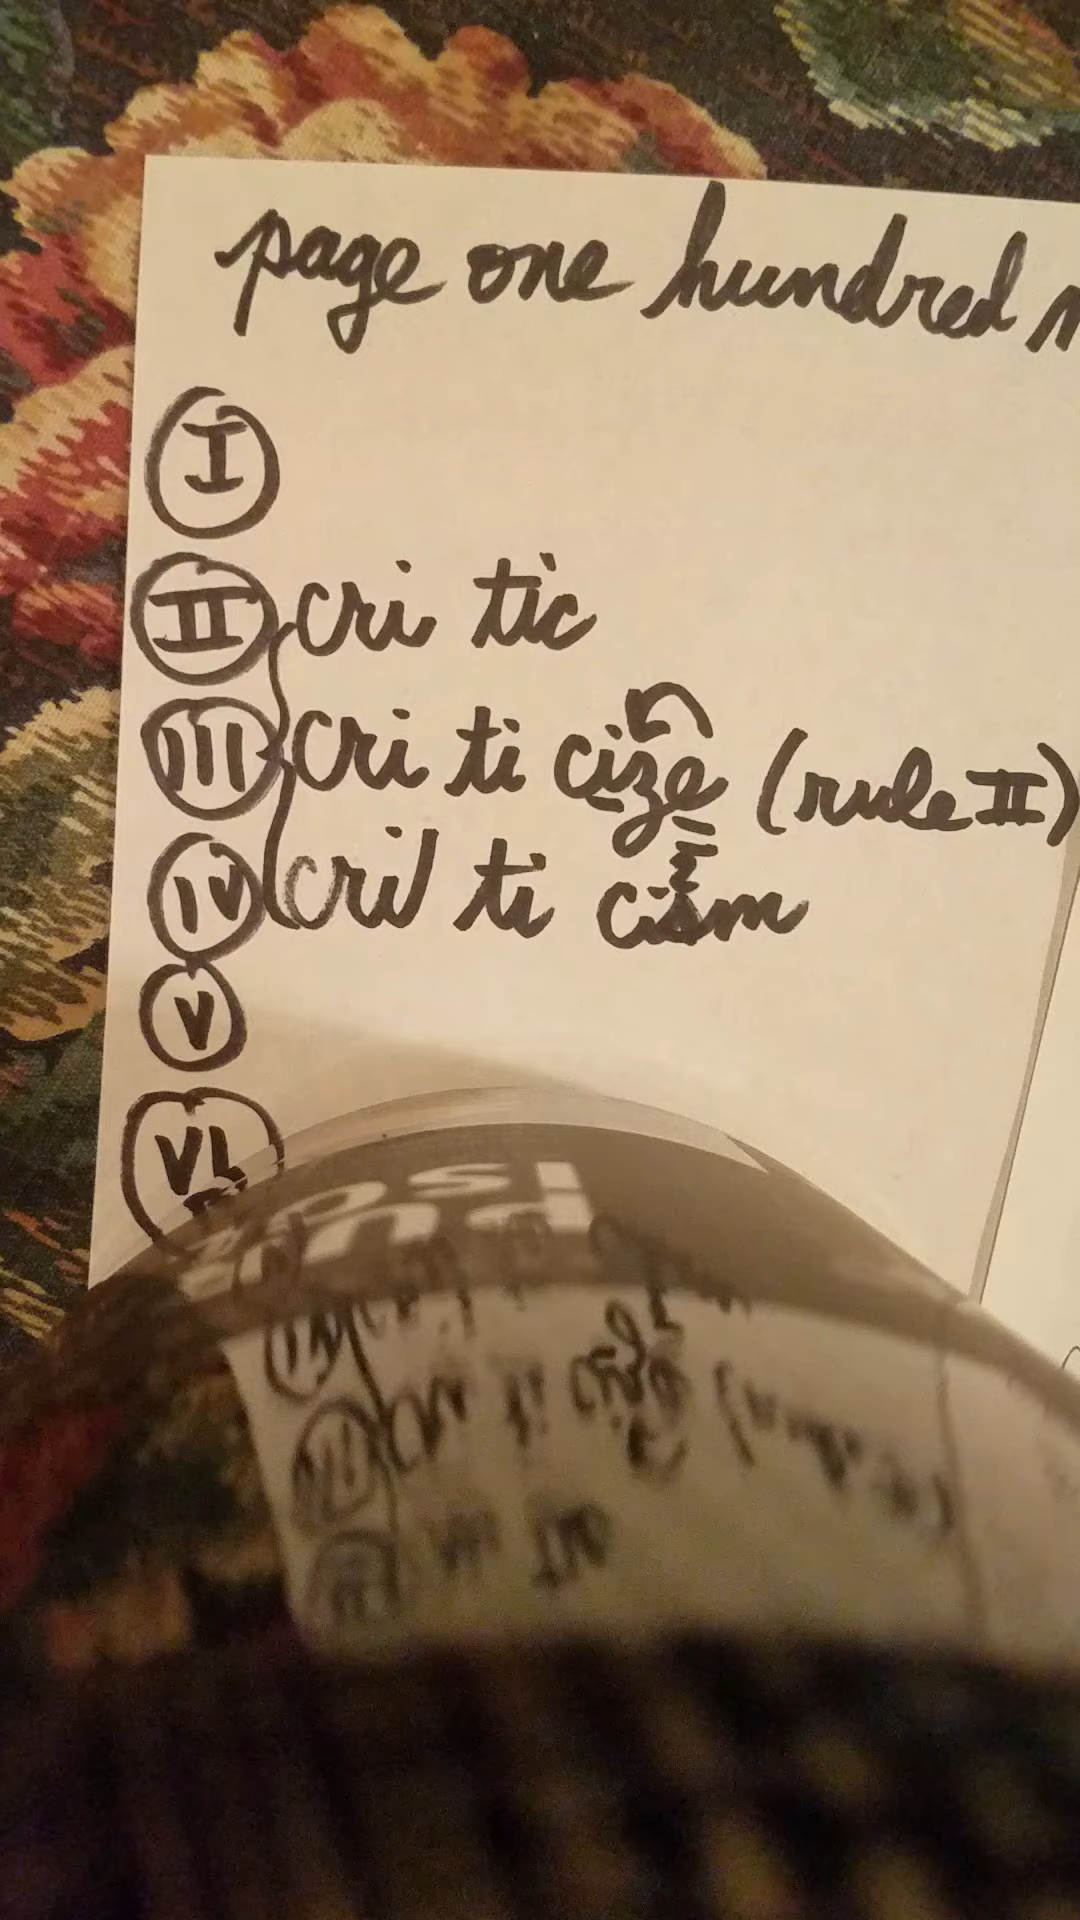 page one hundred
I
II cri tic
III cri ti cize (rule II)
IV cri ti cism
V
VI